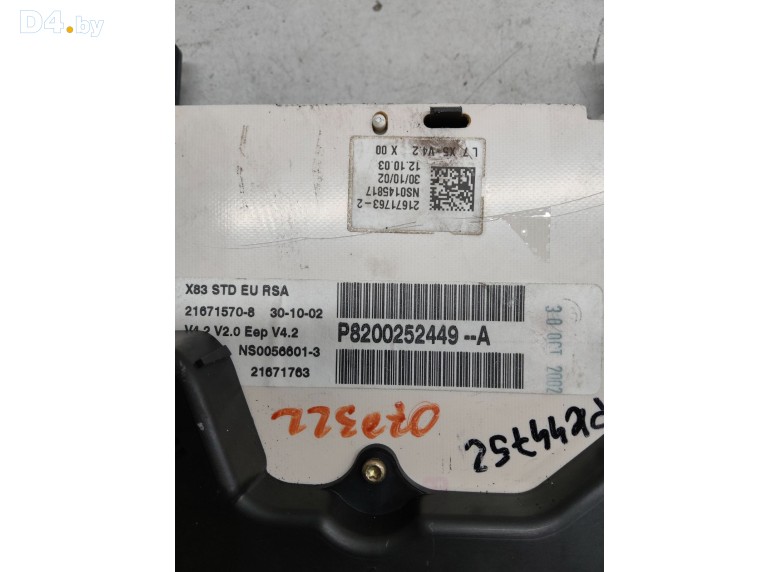 D4.by
L7 X5-V4.2 X 00
12.10.03
30/10/02
NS0145817
21671763-2
X83 STD EU RSA
21671570-8 30-10-02
V4.2 V2.0 Eep V4.2
NS0056601-3
21671763
P8200252449--A
30 OCT 2002
PK44752